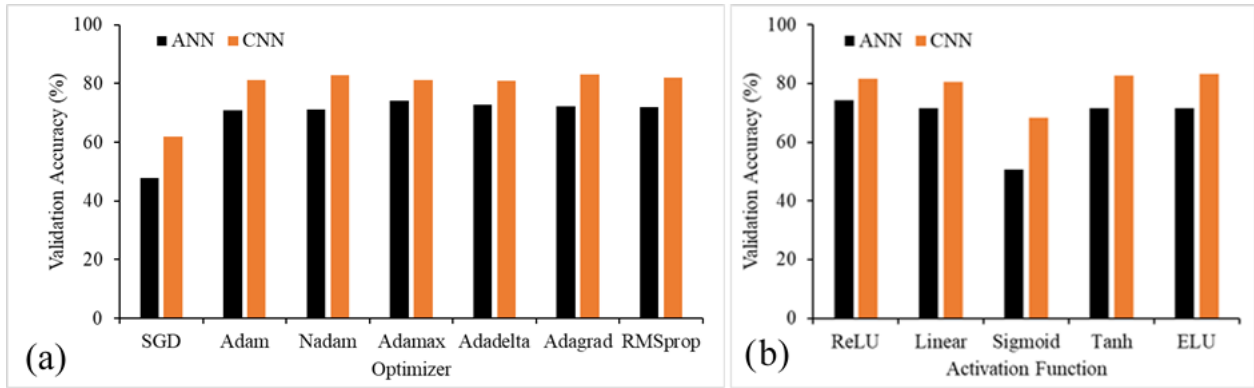 Validation Accuracy (%)
100
80
60
40
20
0
ANN CNN
SGD Adam Nadam Adamax Adadelta Adagrad RMSprop
Optimizer
(a)
Validation Accuracy (%)
100
80
60
40
20
0
ANN CNN
ReLU Linear Sigmoid Tanh ELU
Activation Function
(b)